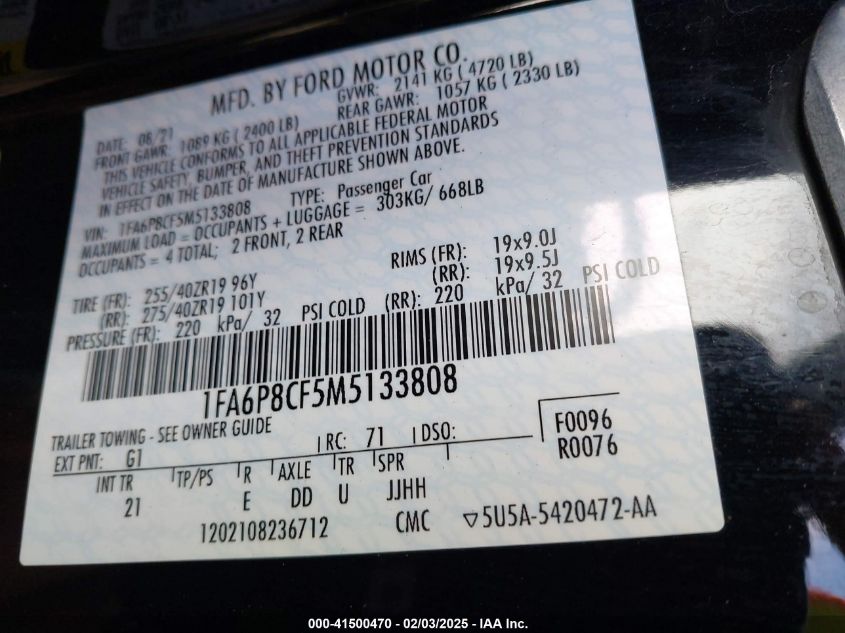 MFD. BY FORD MOTOR CO.
DATE: 06/21 GVWR: 2141 KG ( 4720 LB)
FRONT GAWR: 1089 KG ( 2400 LB) REAR GAWR: 1057 KG ( 2330 LB)
THIS VEHICLE CONFORMS TO ALL APPLICABLE FEDERAL MOTOR
VEHICLE SAFETY, BUMPER, AND THEFT PREVENTION STANDARDS
IN EFFECT ON THE DATE OF MANUFACTURE SHOWN ABOVE.
VIN: 1FA6P8CF5M5133808 TYPE: Passenger Car
MAXIMUM LOAD = OCCUPANTS + LUGGAGE = 303KG/ 668LB
OCCUPANTS = 4 TOTAL; 2 FRONT, 2 REAR
TIRE (FR): 255/40ZR19 96Y RIMS (FR): 19x9.0J
(RR): 275/40ZR19 101Y (RR): 19x9.5J
PRESSURE (FR): 220 kPa/ 32 PSI COLD (RR): 220 kPa/ 32 PSI COLD
1FA6P8CF5M5133808
TRAILER TOWING - SEE OWNER GUIDE
EXT PNT: G1 RC: 71 DSO: F0096
R0076
INT TR TP/PS R AXLE TR SPR
21 E DD U JJHH
1202108236712 CMC ▽5U5A-5420472-AA
000-41500470 — 02/03/2025 — IAA Inc.